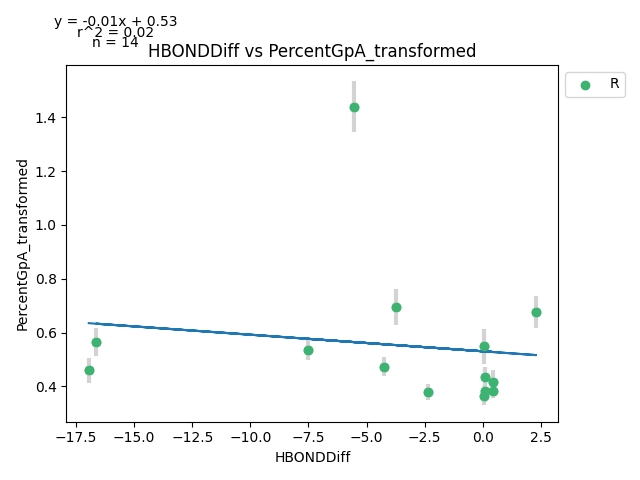 y = -0.01x + 0.53
r^2 = 0.02
n = 14
HBONDDiff vs PercentGpA_transformed
R
PercentGpA_transformed
1.4
1.2
1.0
0.8
0.6
0.4
−17.5 −15.0 −12.5 −10.0 −7.5 −5.0 −2.5 0.0 2.5
HBONDDiff